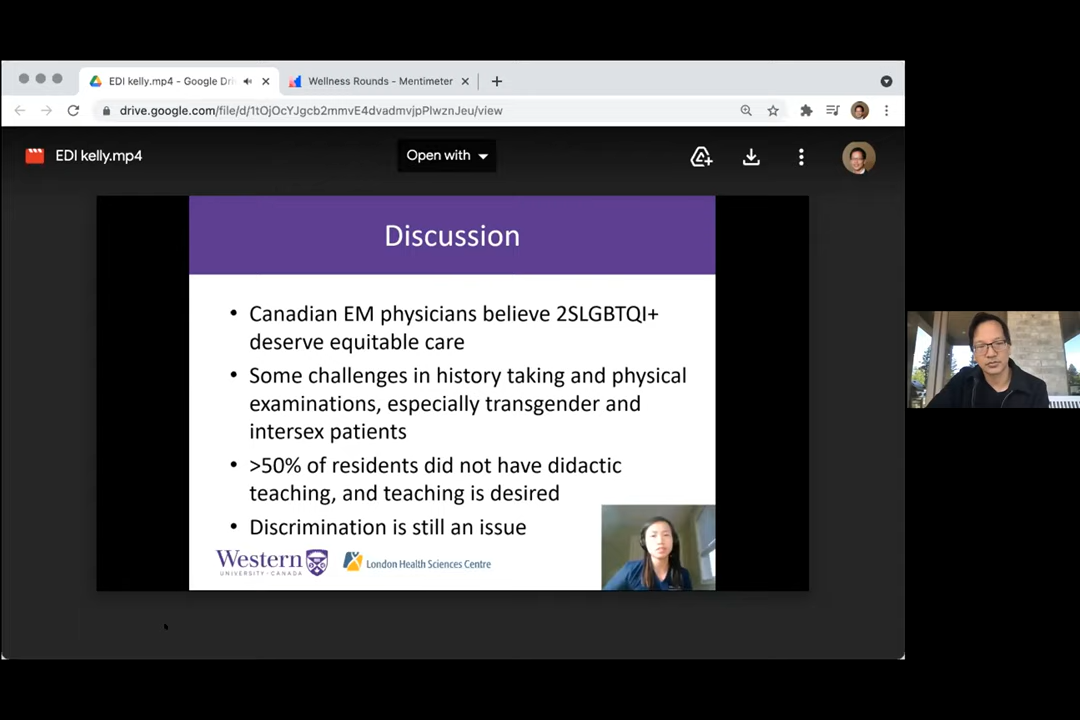 EDI kelly.mp4 - Google Dri
Wellness Rounds - Mentimeter
drive.google.com/file/d/1tOjOcYJgcb2mmvE4dvadmvjpPlwznJeu/view
EDI kelly.mp4
Open with
Discussion
• Canadian EM physicians believe 2SLGBTQI+
deserve equitable care
• Some challenges in history taking and physical
examinations, especially transgender and
intersex patients
• >50% of residents did not have didactic
teaching, and teaching is desired
• Discrimination is still an issue
Western
UNIVERSITY · CANADA
London Health Sciences Centre